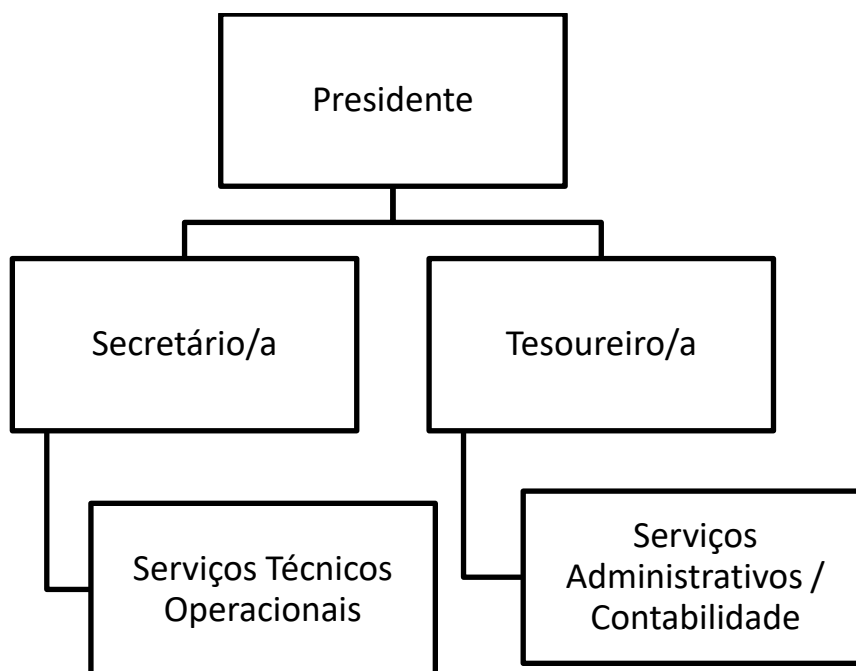 Presidente
Secretário/a
Tesoureiro/a
Serviços Técnicos
Operacionais
Serviços
Administrativos /
Contabilidade